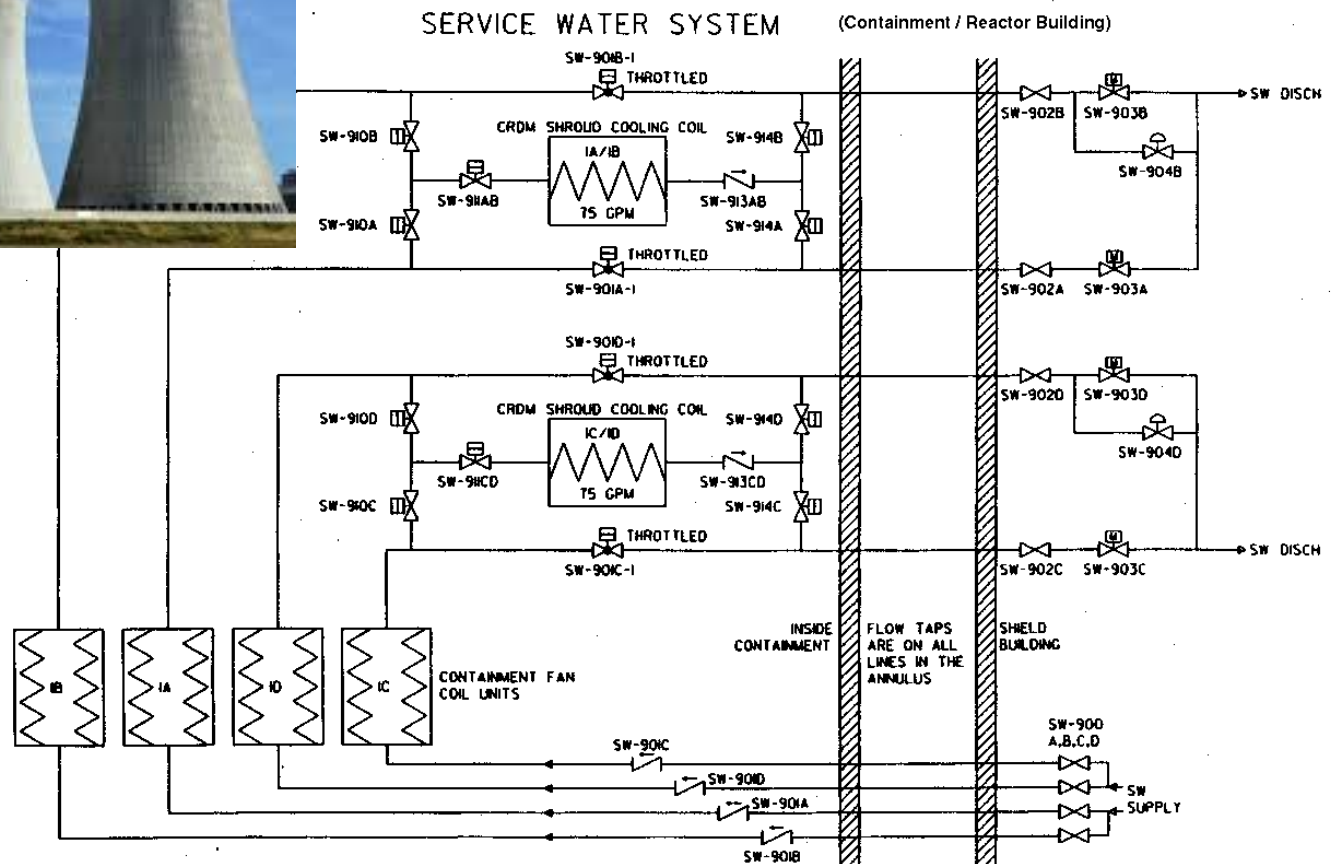 SERVICE WATER SYSTEM
(Containment / Reactor Building)
SW-901B-1
THROTTLED
SW-902B
SW-903B
SW DISCH
SW-910B
CRDM SHROUD COOLING COIL
SW-914B
1A/1B
SW-904B
SW-911AB
SW-913AB
SW-910A
75 GPM
SW-914A
THROTTLED
SW-901A-1
SW-902A
M
SW-903A
SW-901D-1
THROTTLED
SW-902D
M
SW-903D
SW-910D
CRDM SHROUD COOLING COIL
SW-914D
1C/1D
SW-904D
SW-911CD
SW-913CD
SW-910C
75 GPM
SW-914C
THROTTLED
SW-901C-1
SW-902C
M
SW-903C
SW DISCH
INSIDE
CONTAINMENT
FLOW TAPS
ARE ON ALL
LINES IN THE
ANNULUS
SHIELD
BUILDING
1B
1A
1D
1C
CONTAINMENT FAN
COIL UNITS
SW-900
A,B,C,D
SW-901C
SW-901D
SW
SUPPLY
SW-901A
SW-901B